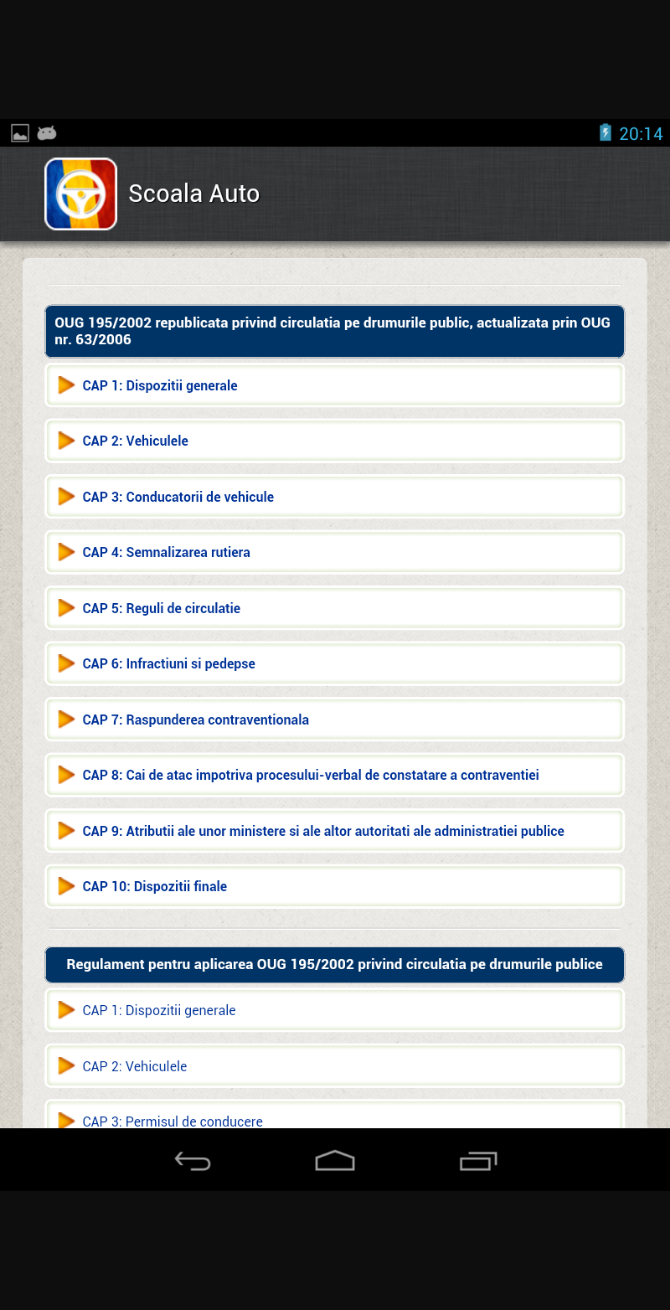 20:14
Scoala Auto
OUG 195/2002 republicata privind circulatia pe drumurile public, actualizata prin OUG
nr. 63/2006
CAP 1: Dispozitii generale
CAP 2: Vehiculele
CAP 3: Conducatorii de vehicule
CAP 4: Semnalizarea rutiera
CAP 5: Reguli de circulatie
CAP 6: Infractiuni si pedepse
CAP 7: Raspunderea contraventionala
CAP 8: Cai de atac impotriva procesului-verbal de constatare a contraventiei
CAP 9: Atributii ale unor ministere si ale altor autoritati ale administratiei publice
CAP 10: Dispozitii finale
Regulament pentru aplicarea OUG 195/2002 privind circulatia pe drumurile publice
CAP 1: Dispozitii generale
CAP 2: Vehiculele
CAP 3: Permisul de conducere